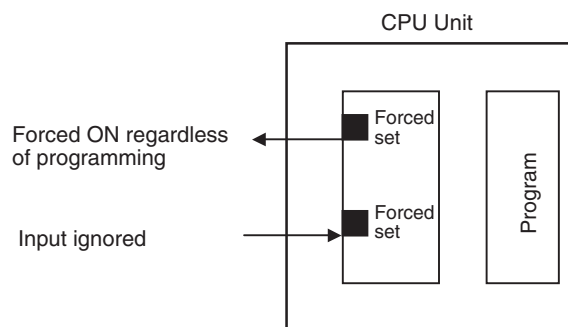 CPU Unit
Forced ON regardless
of programming
Forced
set
Input ignored
Forced
set
Program